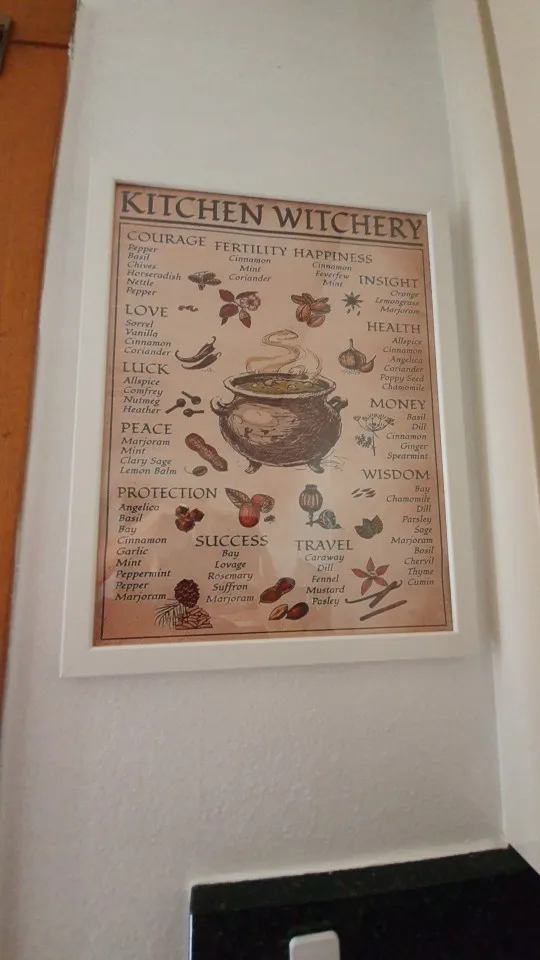 KITCHEN WITCHERY
COURAGE
Pepper
Basil
Chives
Horseradish
Nettle
Pepper
FERTILITY
Cinnamon
Mint
Coriander
HAPPINESS
Cinnamon
Feverfew
Mint
INSIGHT
Orange
Lemongrass
Marjoram
LOVE
Sorrel
Vanilla
Cinnamon
Coriander
HEALTH
Allspice
Cinnamon
Angelica
Coriander
Poppy Seed
Chamomile
LUCK
Allspice
Comfrey
Nutmeg
Heather
MONEY
Basil
Dill
Cinnamon
Ginger
Spearmint
PEACE
Marjoram
Mint
Clary Sage
Lemon Balm
WISDOM
Bay
Chamomile
Dill
Parsley
Sage
Marjoram
Bosil
Chervil
Thyme
Cumin
PROTECTION
Angelica
Basil
Bay
Cinnamon
Garlic
Mint
Peppermint
Pepper
Marjoram
SUCCESS
Bay
Lovage
Rosemary
Suffron
Marjoram
TRAVEL
Caraway
Dill
Fennel
Mustard
Pasley